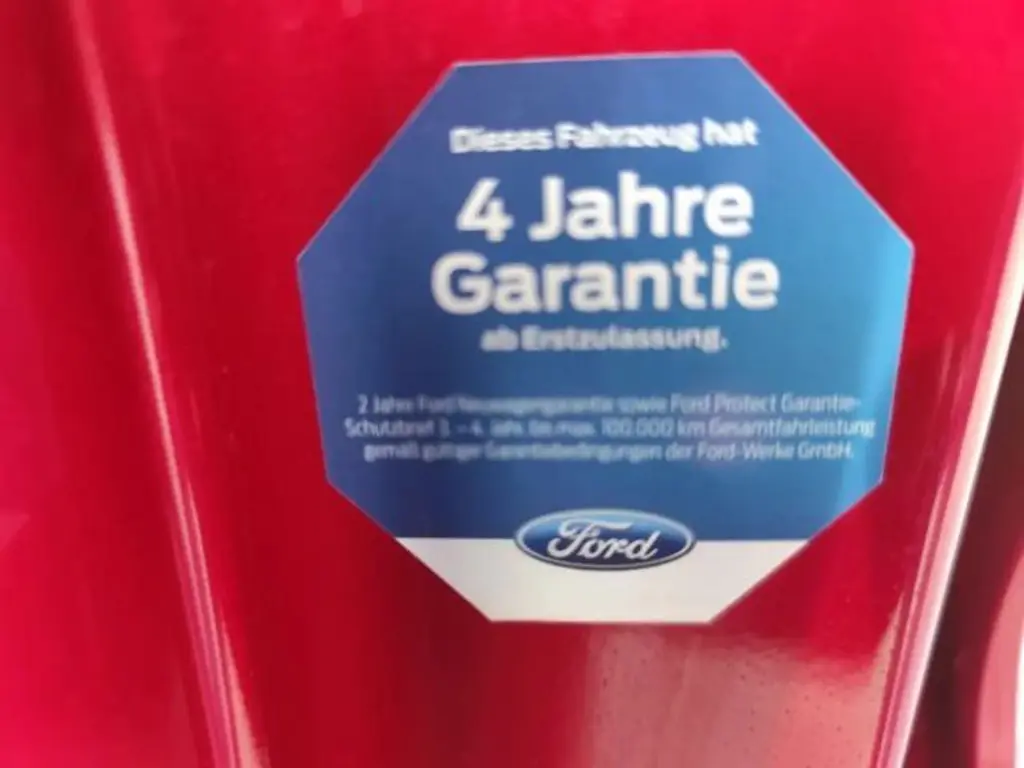 Dieses Fahrzeug hat
4 Jahre
Garantie
ab Erstzulassung.
2 Jahre Ford Neuwagengarantie sowie Ford Protect Garantie-
Schutzbrief 3. – 4. Jahr, bis max. 100.000 km Gesamtfahrleistung
gemäß gültiger Garantiebedingungen der Ford-Werke GmbH.
Ford